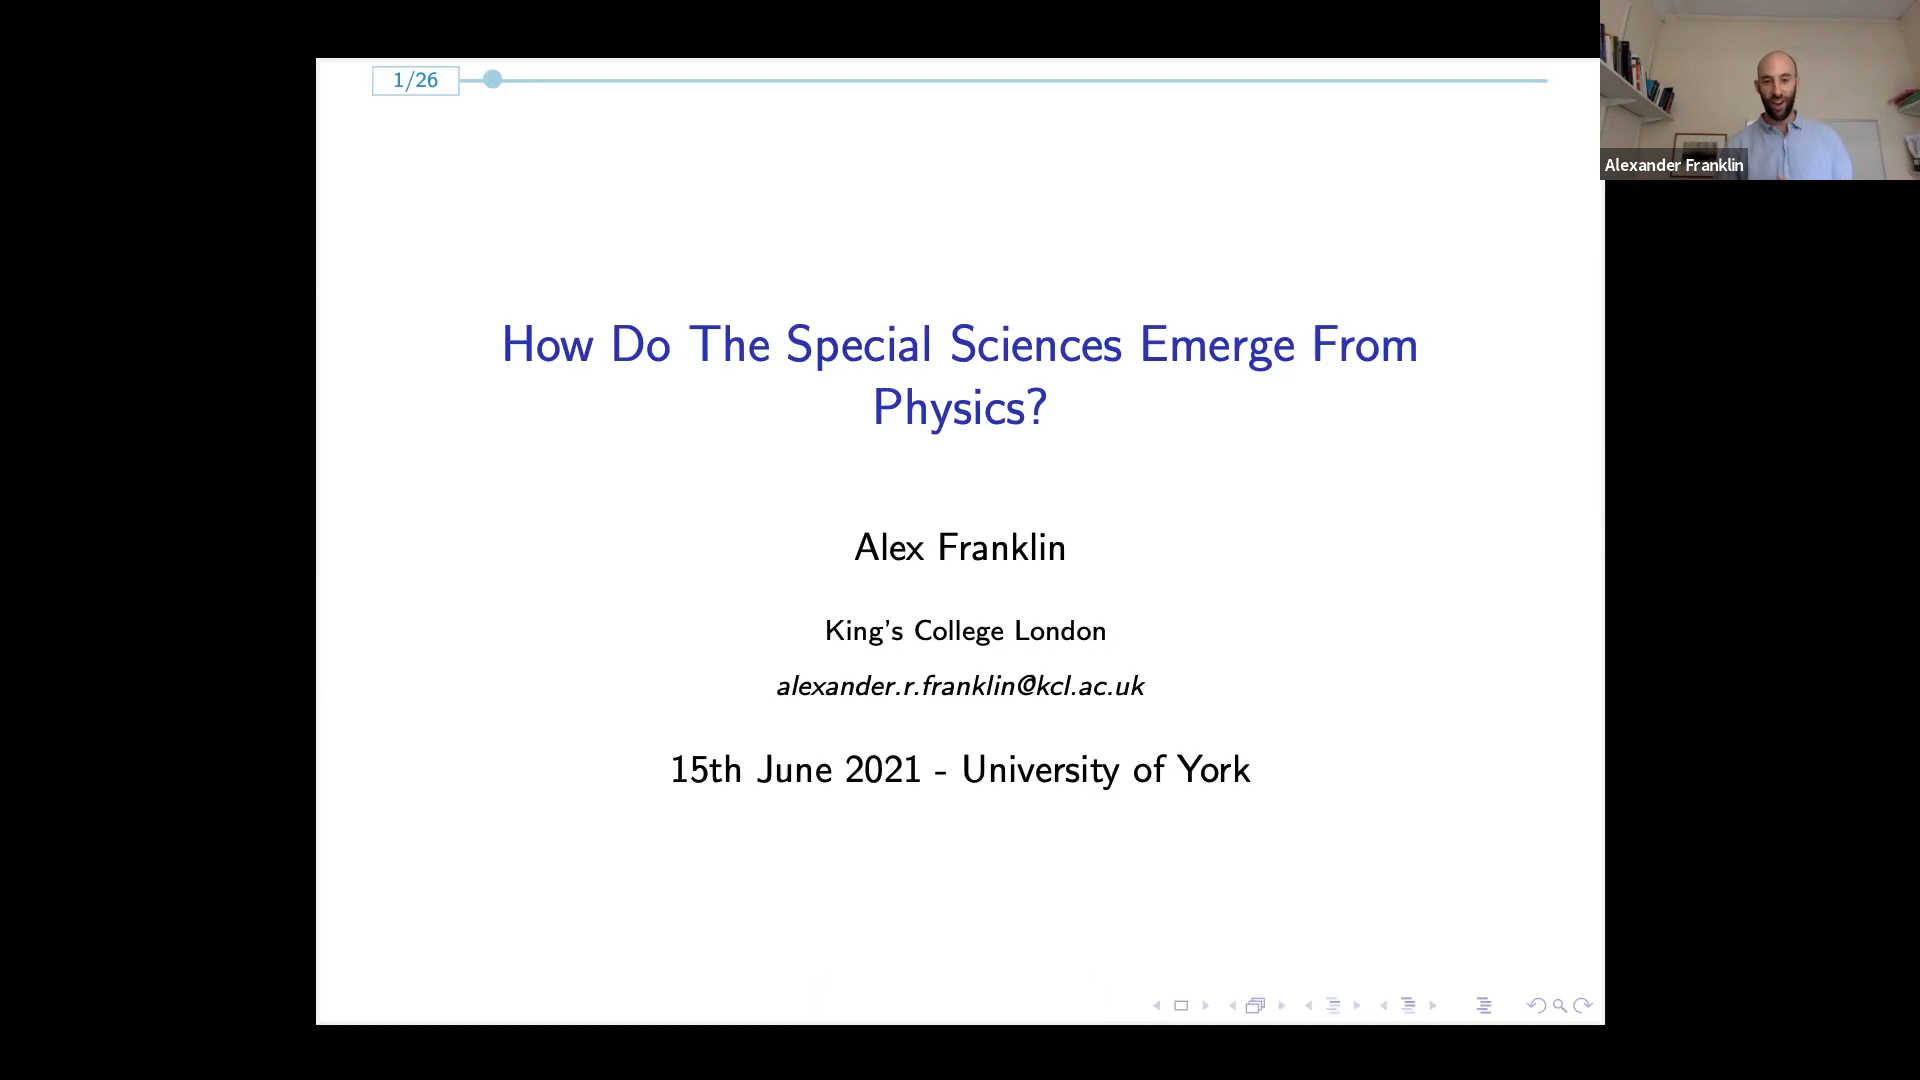 1/26
Alexander Franklin
How Do The Special Sciences Emerge From
Physics?
Alex Franklin
King's College London
alexander.r.franklin@kcl.ac.uk
15th June 2021 - University of York